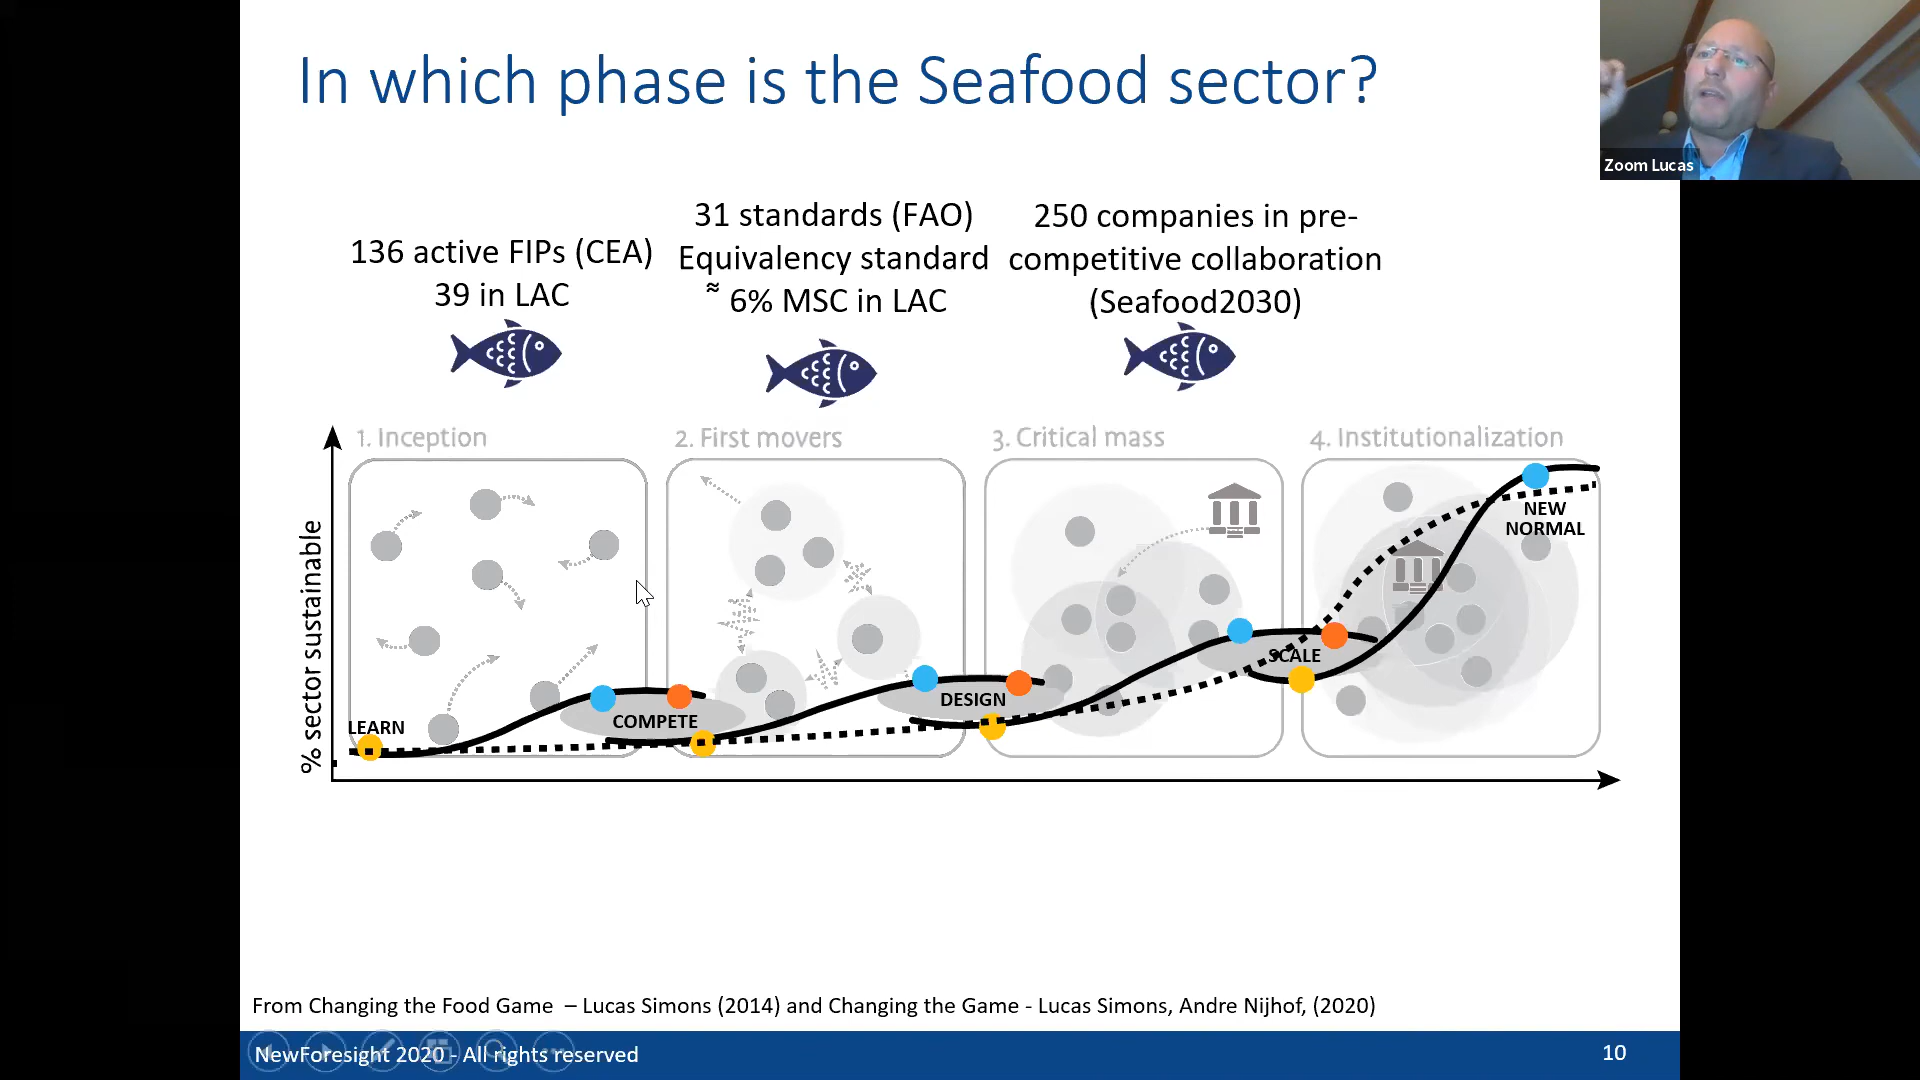 In which phase is the Seafood sector?
Zoom Lucas
136 active FIPs (CEA)
39 in LAC
31 standards (FAO)
Equivalency standard
≈ 6% MSC in LAC
250 companies in pre-
competitive collaboration
(Seafood2030)
1. Inception
2. First movers
3. Critical mass
4. Institutionalization
% sector sustainable
LEARN
COMPETE
DESIGN
SCALE
NEW
NORMAL
From Changing the Food Game – Lucas Simons (2014) and Changing the Game - Lucas Simons, Andre Nijhof, (2020)
NewForesight 2020 - All rights reserved
10